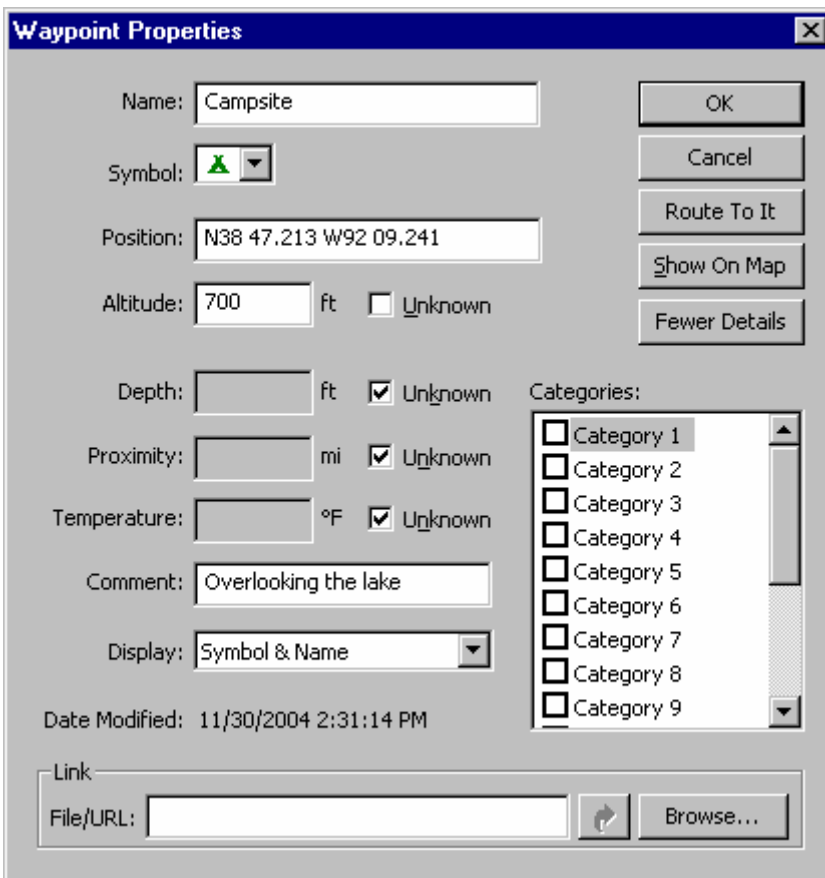 Waypoint Properties
Name: Campsite
OK
Symbol:
Cancel
Position: N38 47.213 W92 09.241
Route To It
Altitude: 700 ft Unknown
Show On Map
Fewer Details
Depth: ft Unknown
Categories:
Proximity: mi Unknown
Temperature: °F Unknown
Category 1
Category 2
Category 3
Category 4
Category 5
Category 6
Category 7
Category 8
Category 9
Comment: Overlooking the lake
Display: Symbol & Name
Date Modified: 11/30/2004 2:31:14 PM
Link
File/URL:
Browse...